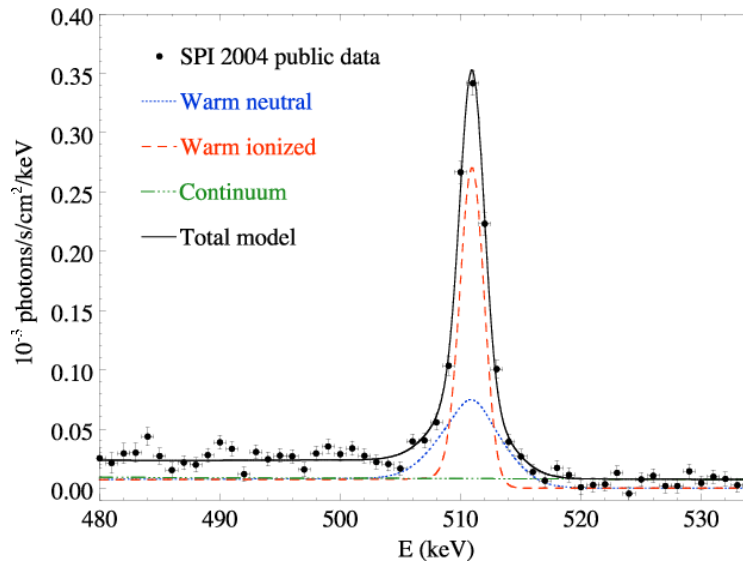 0.40
0.35
0.30
0.25
0.20
0.15
0.10
0.05
0.00
10⁻³ photons/s/cm²/keV
SPI 2004 public data
Warm neutral
Warm ionized
Continuum
Total model
480 490 500 510 520 530
E (keV)